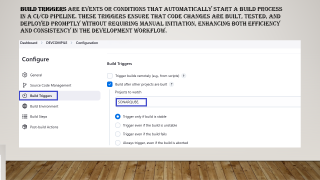 BUILD TRIGGERS ARE EVENTS OR CONDITIONS THAT AUTOMATICALLY START A BUILD PROCESS
IN A CI/CD PIPELINE. THESE TRIGGERS ENSURE THAT CODE CHANGES ARE BUILT, TESTED, AND
DEPLOYED PROMPTLY WITHOUT REQUIRING MANUAL INITIATION, ENHANCING BOTH EFFICIENCY
AND CONSISTENCY IN THE DEVELOPMENT WORKFLOW.
Dashboard > DEVCOMPILE > Configuration
Configure
General
Source Code Management
Build Triggers
Build Environment
Build Steps
Post-build Actions
Build Triggers
Trigger builds remotely (e.g. from scripts) ?
Build after other projects are built ?
Projects to watch
SONARQUBE
Trigger only if build is stable
Trigger even if the build is unstable
Trigger even if the build fails
Always trigger, even if the build is aborted